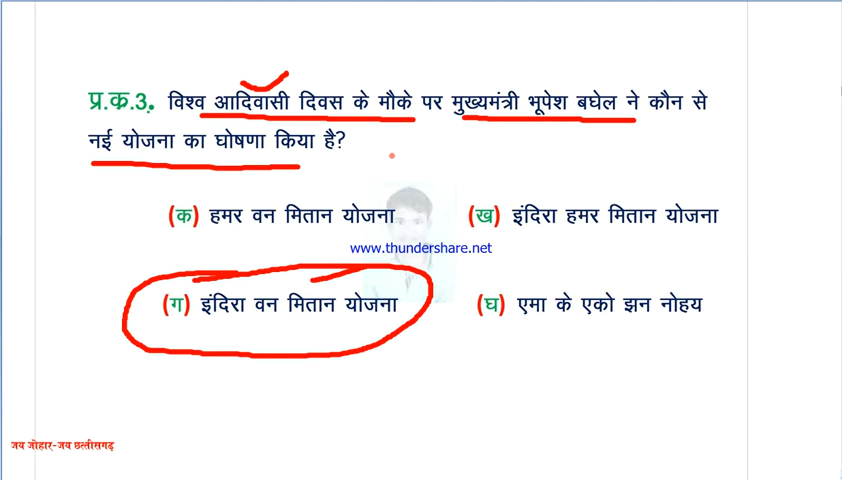 प्र.क्र.3. विश्व आदिवासी दिवस के मौके पर मुख्यमंत्री भूपेश बघेल ने कौन से
नई योजना का घोषणा किया है?
(क) हमर वन मितान योजना (ख) इंदिरा हमर मितान योजना
www.thundershare.net
(ग) इंदिरा वन मितान योजना (घ) एमा के एको झन नोहय
जय जोहार-जय छत्तीसगढ़